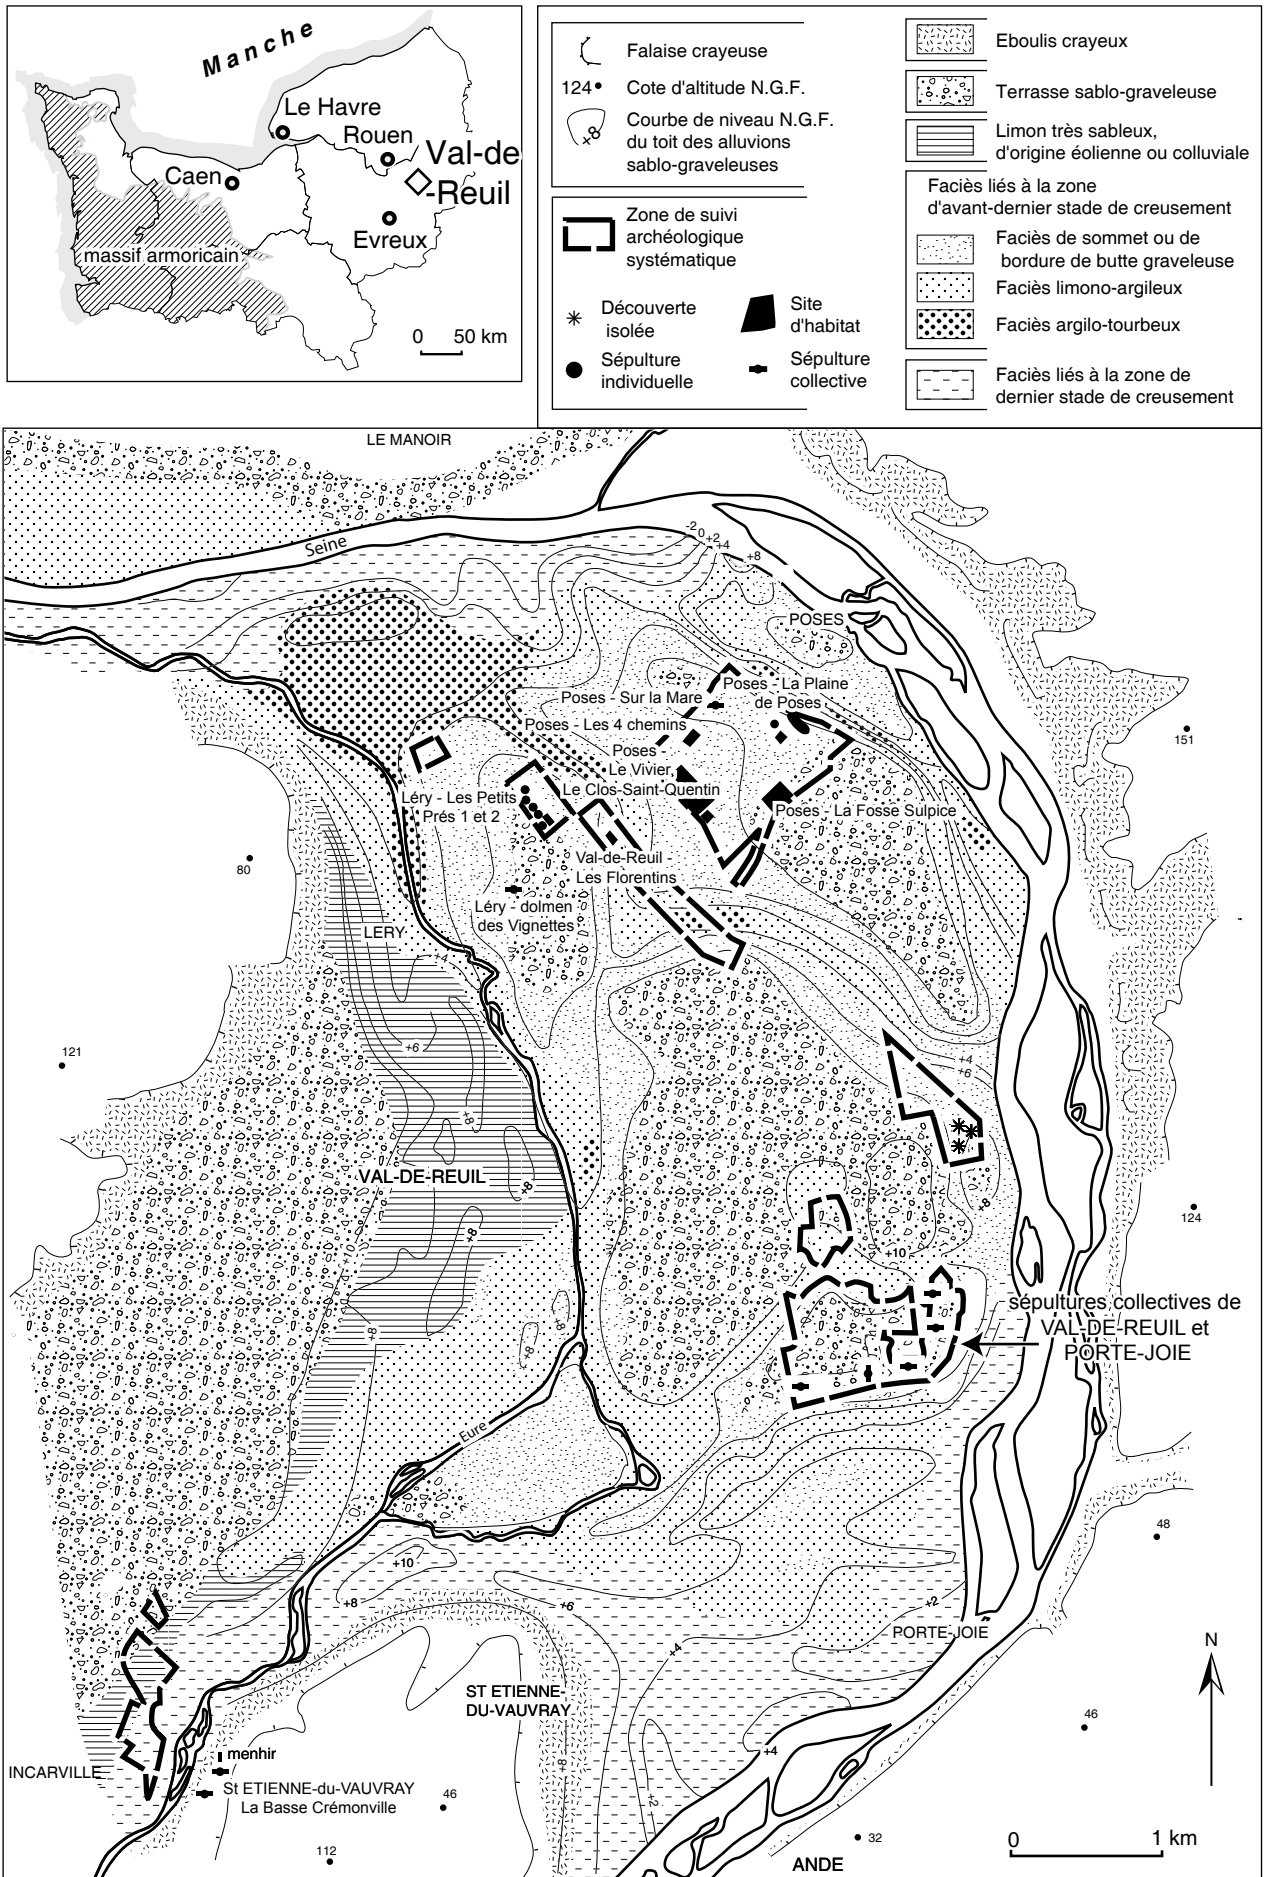 Manche
Le Havre
Rouen
Val-de
-Reuil
Caen
Evreux
massif armoricain
0 50 km
Falaise crayeuse
124 Cote d'altitude N.G.F.
+8
Courbe de niveau N.G.F.
du toit des alluvions
sablo-graveleuses
Zone de suivi
archéologique
systématique
Découverte
isolée
Site
d'habitat
Sépulture
individuelle
Sépulture
collective
Eboulis crayeux
Terrasse sablo-graveleuse
Limon très sableux,
d'origine éolienne ou colluviale
Faciès liés à la zone
d'avant-dernier stade de creusement
Faciès de sommet ou de
bordure de butte graveleuse
Faciès limono-argileux
Faciès argilo-tourbeux
Faciès liés à la zone de
dernier stade de creusement
LE MANOIR
Seine
-2
0
+2
+4
+8
POSES
Poses - Sur la Mare
Poses - La Plaine
de Poses
Poses - Les 4 chemins
151
Poses
Le Vivier,
Le Clos-Saint-Quentin
Léry - Les Petits
Prés 1 et 2
Poses - La Fosse Sulpice
80
Val-de-Reuil -
Les Florentins
Léry - dolmen
des Vignettes
LERY
+4
+6
121
+4
+6
+8
VAL-DE-REUIL
+8
+8
124
+8
+10
+10
sépultures collectives de
VAL-DE-REUIL et
PORTE-JOIE
+8
+8
+8
Eure
48
+10
+8
+6
+2
PORTE-JOIE
+4
N
ST ETIENNE-
DU-VAUVRAY
46
menhir
+4
INCARVILLE
St ETIENNE-du-VAUVRAY
La Basse Crémonville
46
+8
+2
32
112
ANDE
0 1 km